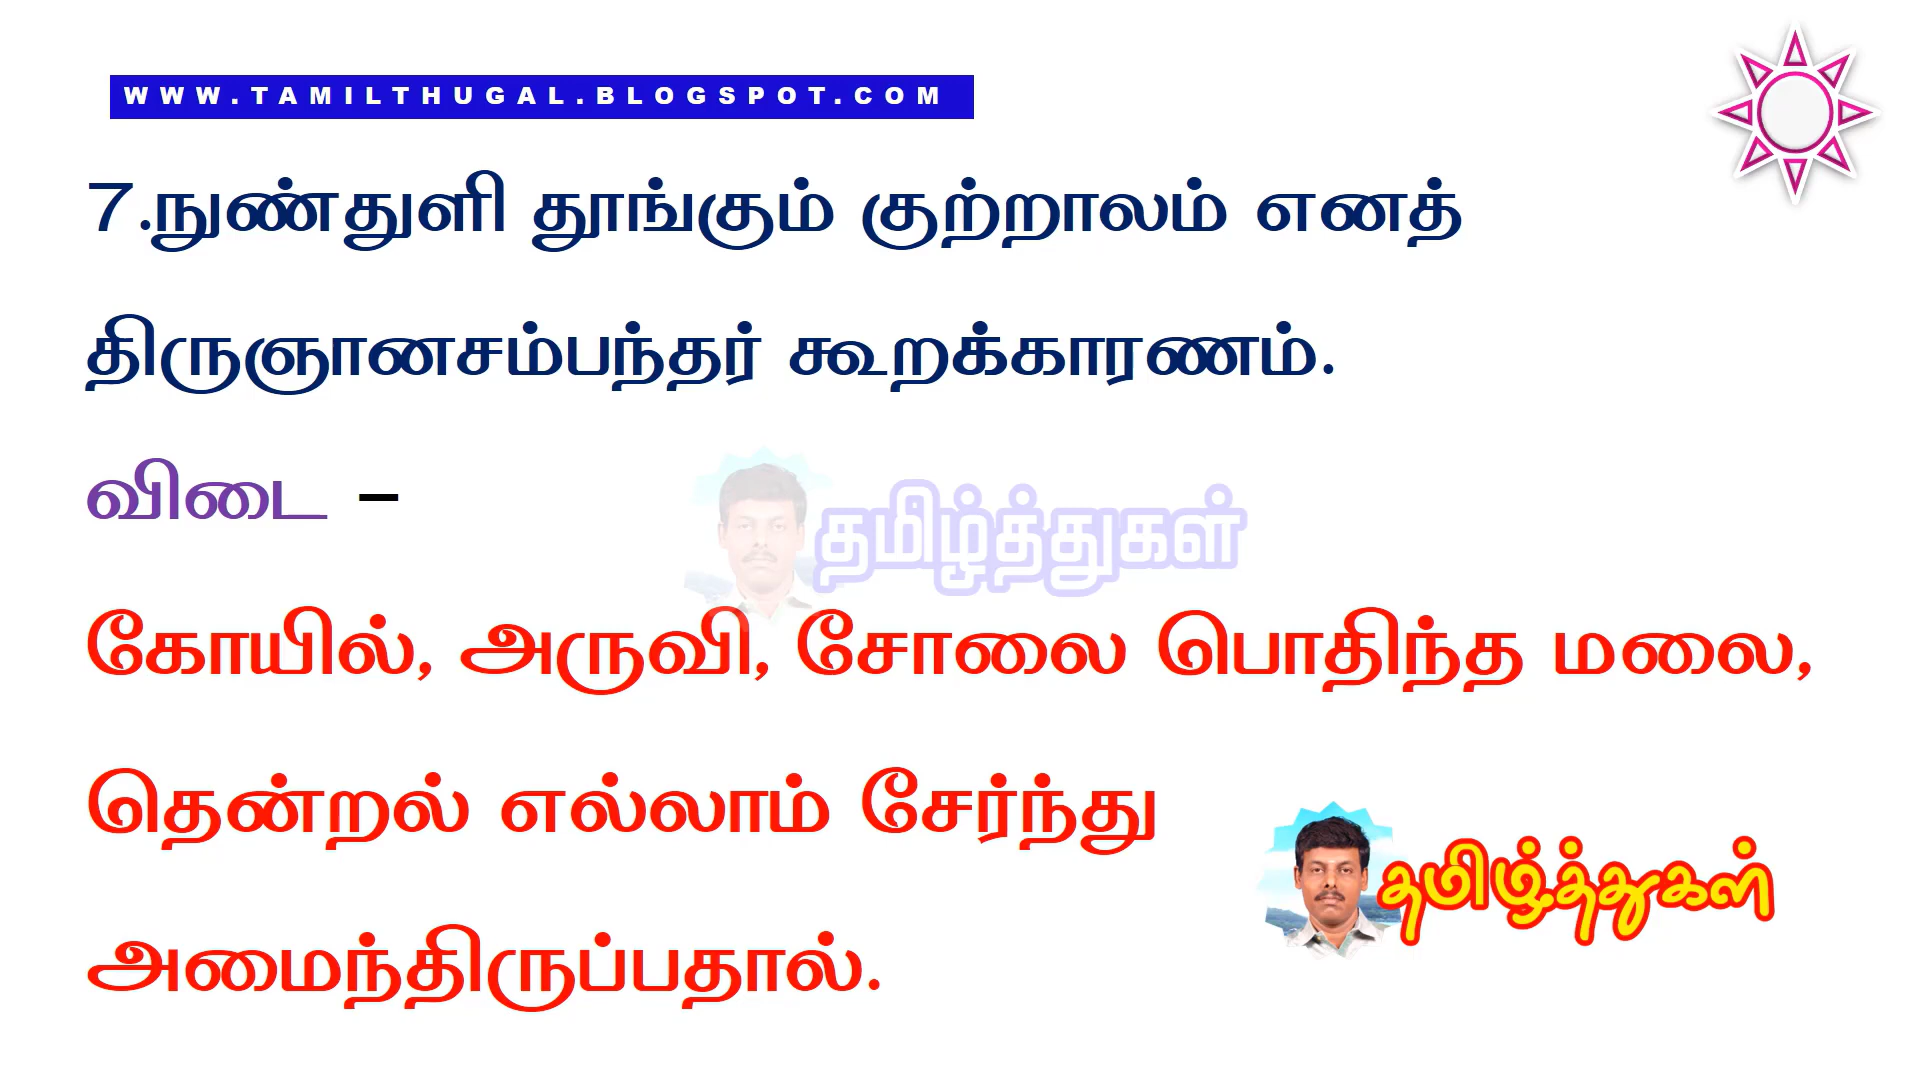 WWW.TAMILTHUGAL.BLOGSPOT.COM
7.நுண்துளி தூங்கும் குற்றாலம் எனத்
திருஞானசம்பந்தர் கூறக்காரணம்.
விடை –
தமிழ்த்துகள்
கோயில், அருவி, சோலை பொதிந்த மலை,
தென்றல் எல்லாம் சேர்ந்து
தமிழ்த்துகள்
அமைந்திருப்பதால்.